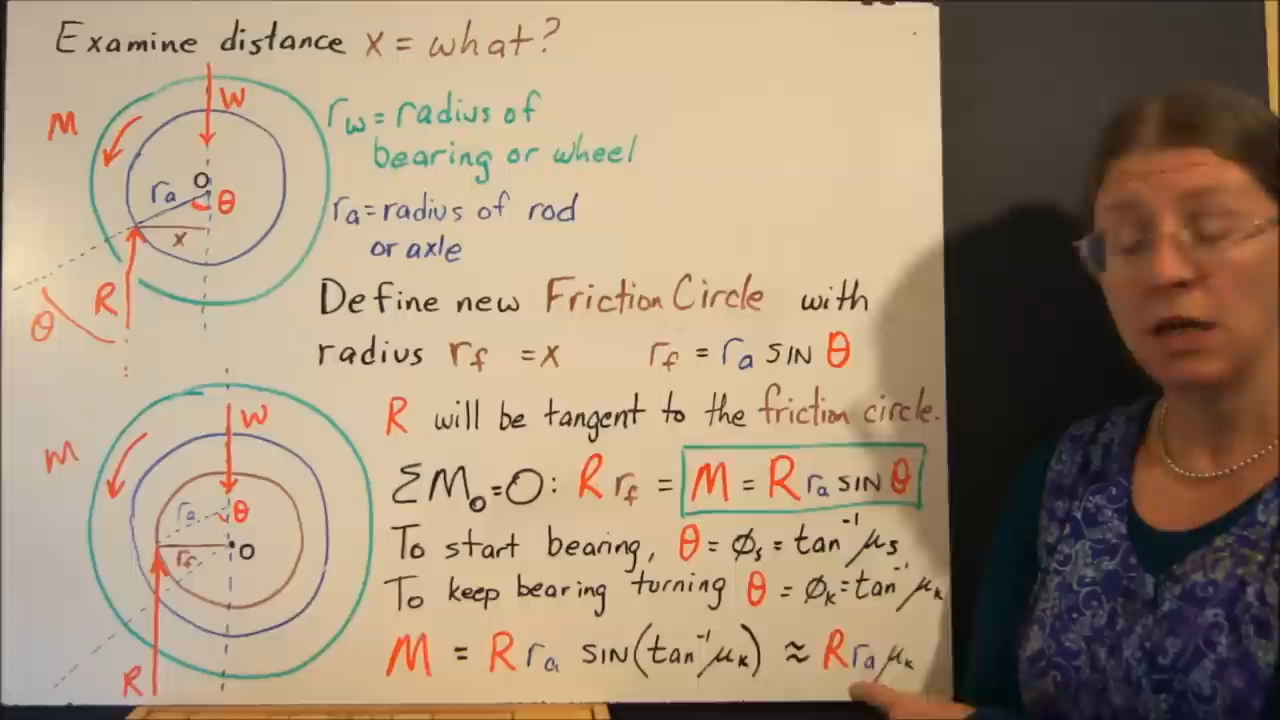 Examine distance x = what?
W
M
O
ra
θ
x
R
θ
rw = radius of
bearing or wheel
ra = radius of rod
or axle
Define new Friction Circle with
radius rf = x rf = ra SIN θ
R will be tangent to the friction circle.
W
M
ra
θ
rf
O
R
ΣMo = O: R rf = M = R ra SIN θ
To start bearing, θ = φs = tan⁻¹ μs
To keep bearing turning θ = φk = tan⁻¹ μk
M = R ra SIN(tan⁻¹ μk) ≈ R ra μk